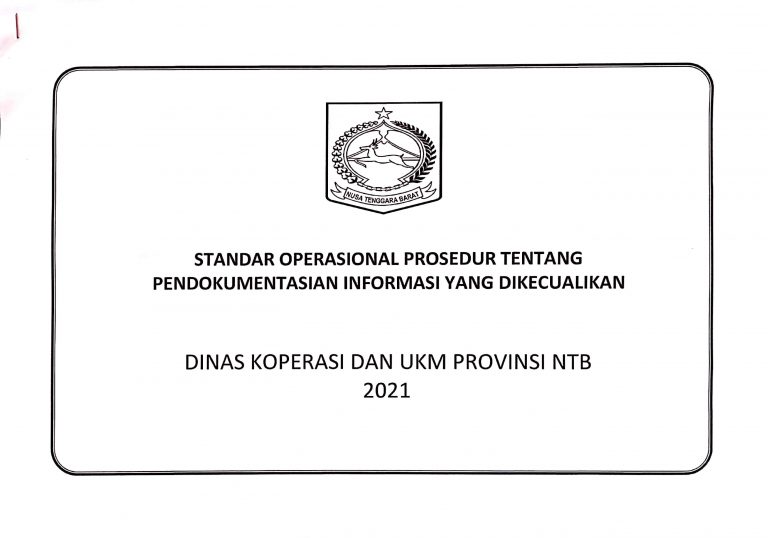 NUSA TENGGARA BARAT
STANDAR OPERASIONAL PROSEDUR TENTANG
PENDOKUMENTASIAN INFORMASI YANG DIKECUALIKAN
DINAS KOPERASI DAN UKM PROVINSI NTB
2021